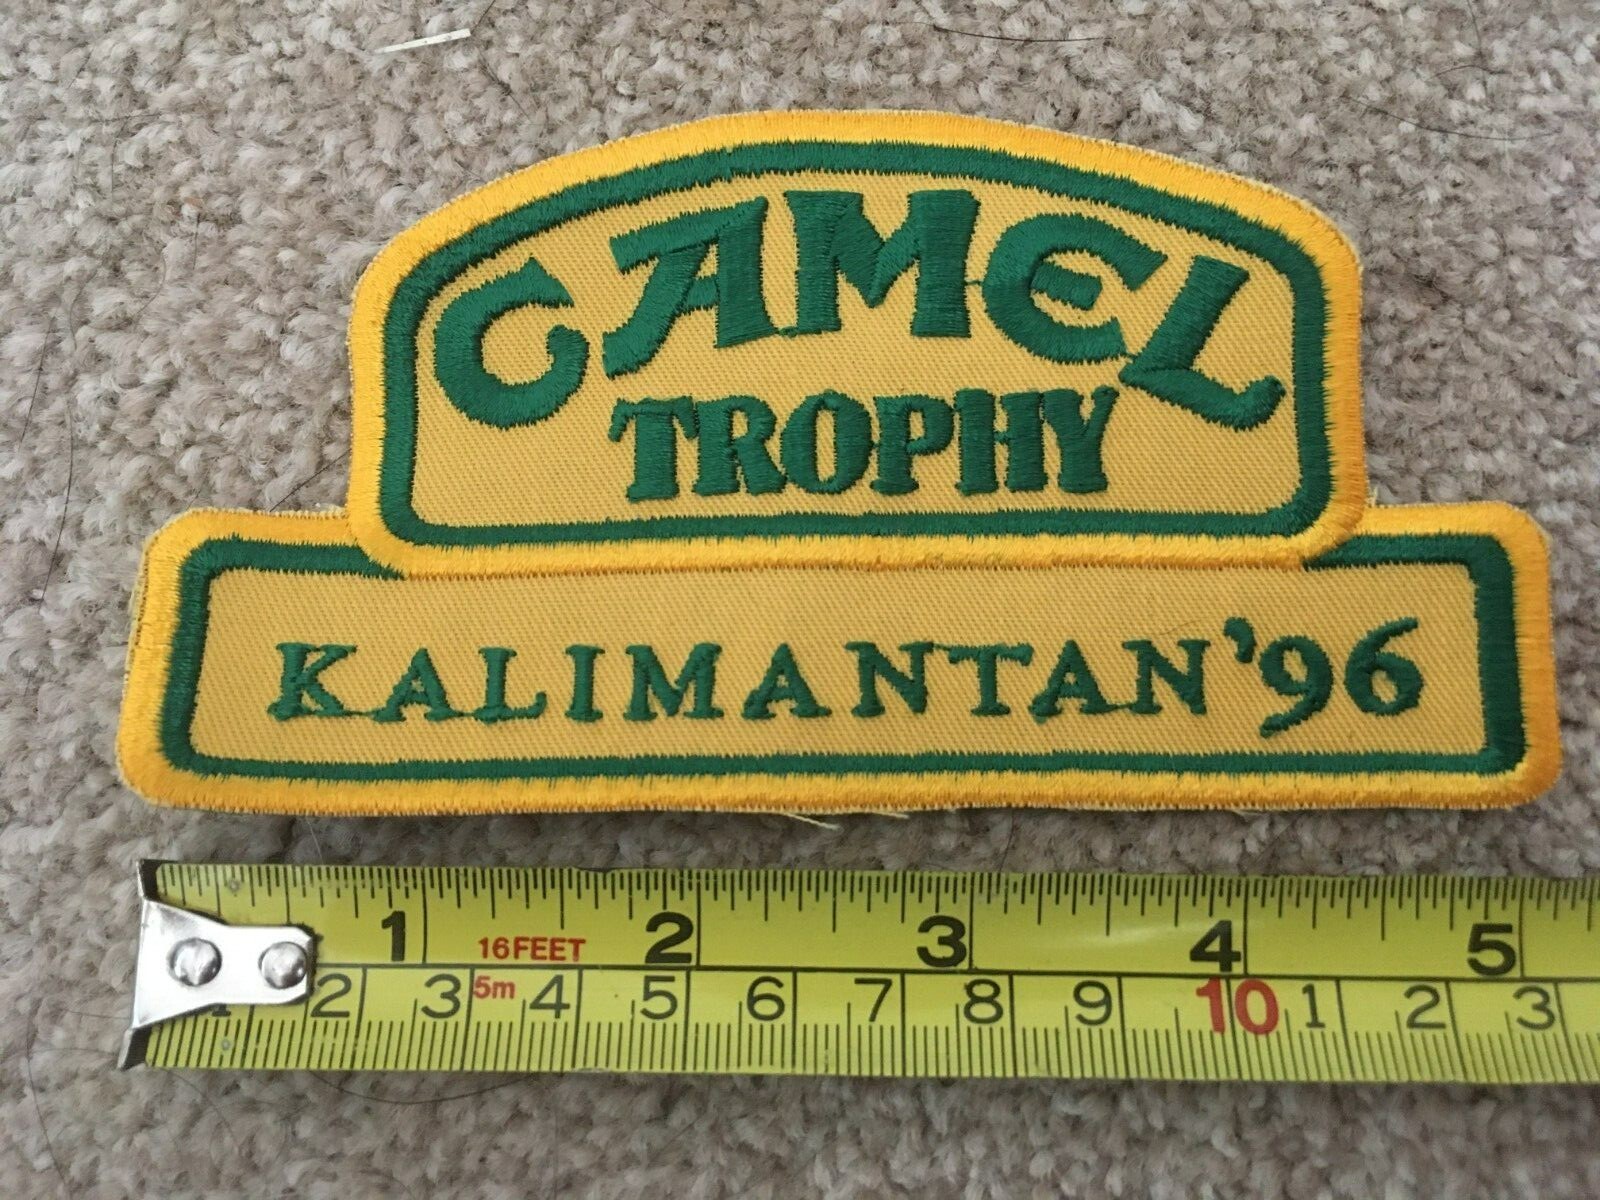 CAMEL
TROPHY
KALIMANTAN '96
1 2 3 4 5
16FEET
5m
1 2 3 4 5 6 7 8 9 10 1 2 3